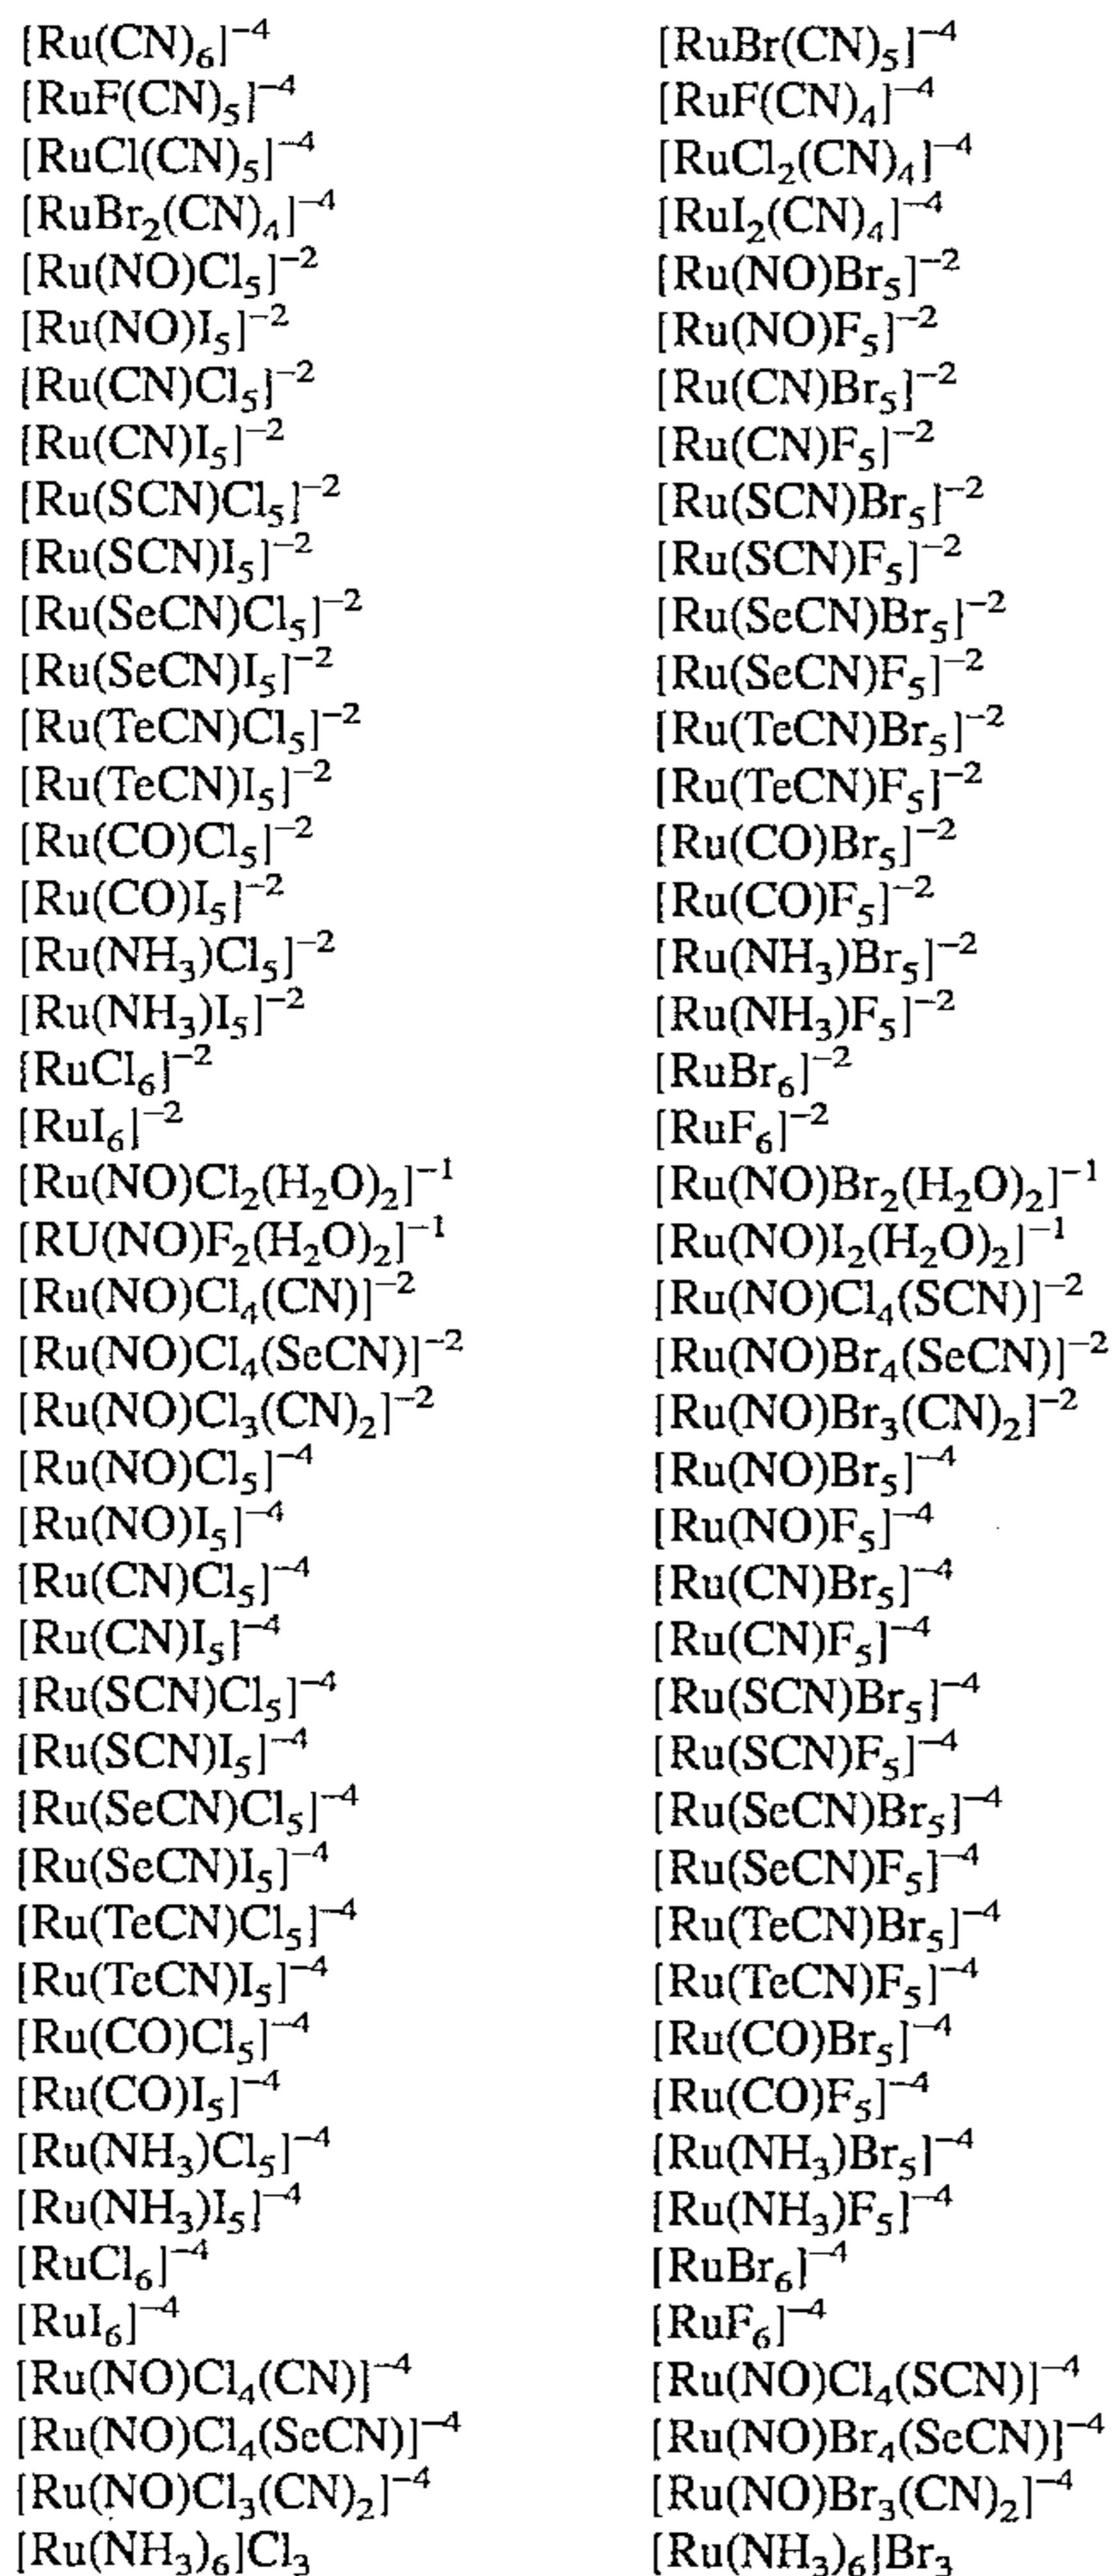 [Ru(CN)₆]⁻⁴ [RuBr(CN)₅]⁻⁴
[RuF(CN)₅]⁻⁴ [RuF(CN)₄]⁻⁴
[RuCl(CN)₅]⁻⁴ [RuCl₂(CN)₄]⁻⁴
[RuBr₂(CN)₄]⁻⁴ [RuI₂(CN)₄]⁻⁴
[Ru(NO)Cl₅]⁻² [Ru(NO)Br₅]⁻²
[Ru(NO)I₅]⁻² [Ru(NO)F₅]⁻²
[Ru(CN)Cl₅]⁻² [Ru(CN)Br₅]⁻²
[Ru(CN)I₅]⁻² [Ru(CN)F₅]⁻²
[Ru(SCN)Cl₅]⁻² [Ru(SCN)Br₅]⁻²
[Ru(SCN)I₅]⁻² [Ru(SCN)F₅]⁻²
[Ru(SeCN)Cl₅]⁻² [Ru(SeCN)Br₅]⁻²
[Ru(SeCN)I₅]⁻² [Ru(SeCN)F₅]⁻²
[Ru(TeCN)Cl₅]⁻² [Ru(TeCN)Br₅]⁻²
[Ru(TeCN)I₅]⁻² [Ru(TeCN)F₅]⁻²
[Ru(CO)Cl₅]⁻² [Ru(CO)Br₅]⁻²
[Ru(CO)I₅]⁻² [Ru(CO)F₅]⁻²
[Ru(NH₃)Cl₅]⁻² [Ru(NH₃)Br₅]⁻²
[Ru(NH₃)I₅]⁻² [Ru(NH₃)F₅]⁻²
[RuCl₆]⁻² [RuBr₆]⁻²
[RuI₆]⁻² [RuF₆]⁻²
[Ru(NO)Cl₂(H₂O)₂]⁻¹ [Ru(NO)Br₂(H₂O)₂]⁻¹
[RU(NO)F₂(H₂O)₂]⁻¹ [Ru(NO)I₂(H₂O)₂]⁻¹
[Ru(NO)Cl₄(CN)]⁻² [Ru(NO)Cl₄(SCN)]⁻²
[Ru(NO)Cl₄(SeCN)]⁻² [Ru(NO)Br₄(SeCN)]⁻²
[Ru(NO)Cl₃(CN)₂]⁻² [Ru(NO)Br₃(CN)₂]⁻²
[Ru(NO)Cl₅]⁻⁴ [Ru(NO)Br₅]⁻⁴
[Ru(NO)I₅]⁻⁴ [Ru(NO)F₅]⁻⁴
[Ru(CN)Cl₅]⁻⁴ [Ru(CN)Br₅]⁻⁴
[Ru(CN)I₅]⁻⁴ [Ru(CN)F₅]⁻⁴
[Ru(SCN)Cl₅]⁻⁴ [Ru(SCN)Br₅]⁻⁴
[Ru(SCN)I₅]⁻⁴ [Ru(SCN)F₅]⁻⁴
[Ru(SeCN)Cl₅]⁻⁴ [Ru(SeCN)Br₅]⁻⁴
[Ru(SeCN)I₅]⁻⁴ [Ru(SeCN)F₅]⁻⁴
[Ru(TeCN)Cl₅]⁻⁴ [Ru(TeCN)Br₅]⁻⁴
[Ru(TeCN)I₅]⁻⁴ [Ru(TeCN)F₅]⁻⁴
[Ru(CO)Cl₅]⁻⁴ [Ru(CO)Br₅]⁻⁴
[Ru(CO)I₅]⁻⁴ [Ru(CO)F₅]⁻⁴
[Ru(NH₃)Cl₅]⁻⁴ [Ru(NH₃)Br₅]⁻⁴
[Ru(NH₃)I₅]⁻⁴ [Ru(NH₃)F₅]⁻⁴
[RuCl₆]⁻⁴ [RuBr₆]⁻⁴
[RuI₆]⁻⁴ [RuF₆]⁻⁴
[Ru(NO)Cl₄(CN)]⁻⁴ [Ru(NO)Cl₄(SCN)]⁻⁴
[Ru(NO)Cl₄(SeCN)]⁻⁴ [Ru(NO)Br₄(SeCN)]⁻⁴
[Ru(NO)Cl₃(CN)₂]⁻⁴ [Ru(NO)Br₃(CN)₂]⁻⁴
[Ru(NH₃)₆]Cl₃ [Ru(NH₃)₆]Br₃